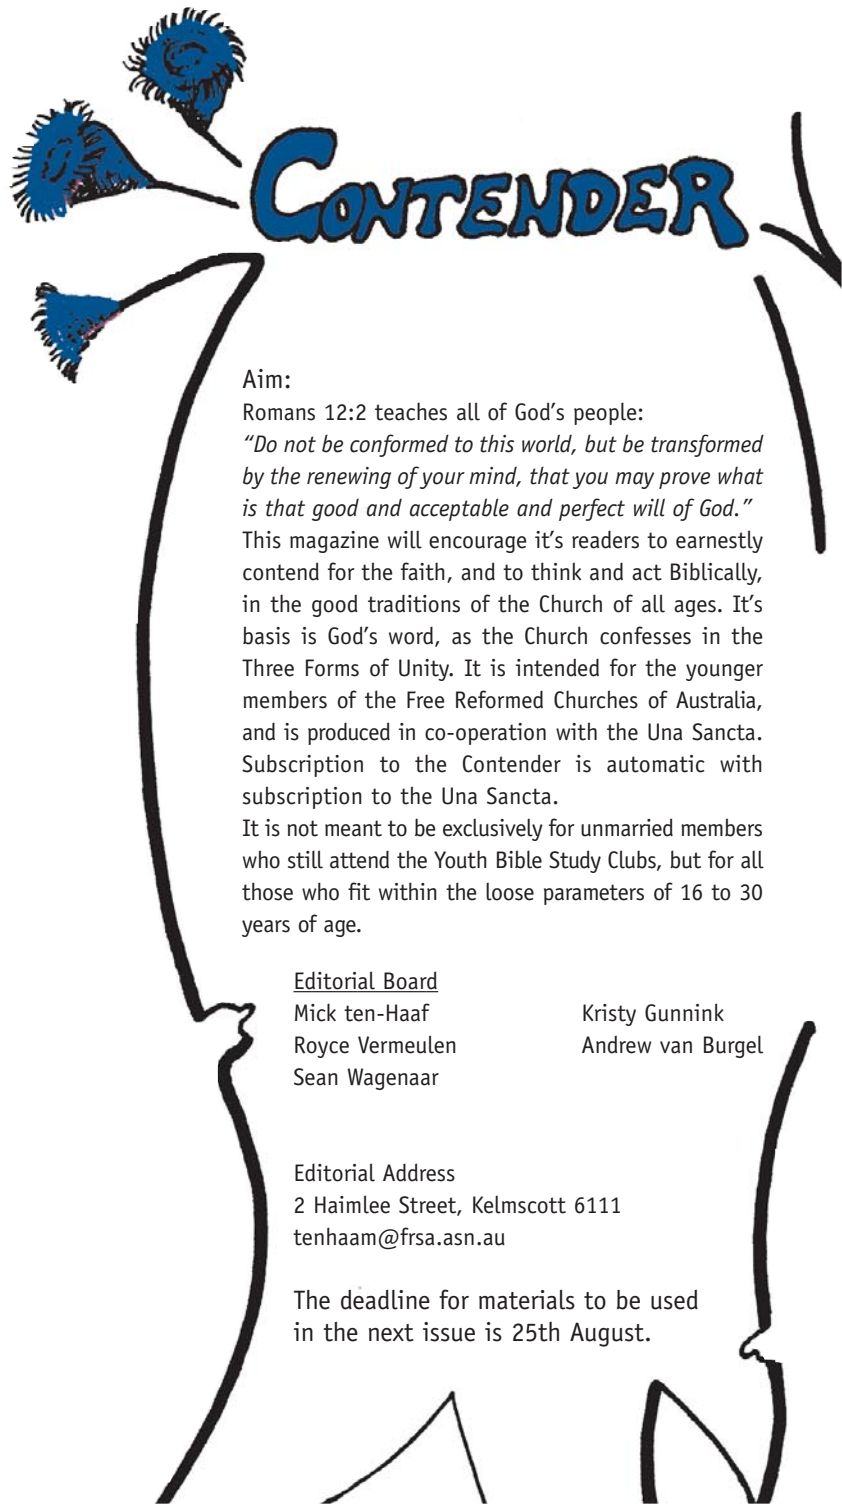 CONTENDER
Aim:
Romans 12:2 teaches all of God’s people:
“Do not be conformed to this world, but be transformed
by the renewing of your mind, that you may prove what
is that good and acceptable and perfect will of God.”
This magazine will encourage it’s readers to earnestly
contend for the faith, and to think and act Biblically,
in the good traditions of the Church of all ages. It’s
basis is God’s word, as the Church confesses in the
Three Forms of Unity. It is intended for the younger
members of the Free Reformed Churches of Australia,
and is produced in co-operation with the Una Sancta.
Subscription to the Contender is automatic with
subscription to the Una Sancta.
It is not meant to be exclusively for unmarried members
who still attend the Youth Bible Study Clubs, but for all
those who fit within the loose parameters of 16 to 30
years of age.
Editorial Board
Mick ten-Haaf Kristy Gunnink
Royce Vermeulen Andrew van Burgel
Sean Wagenaar
Editorial Address
2 Haimlee Street, Kelmscott 6111
tenhaam@frsa.asn.au
The deadline for materials to be used
in the next issue is 25th August.